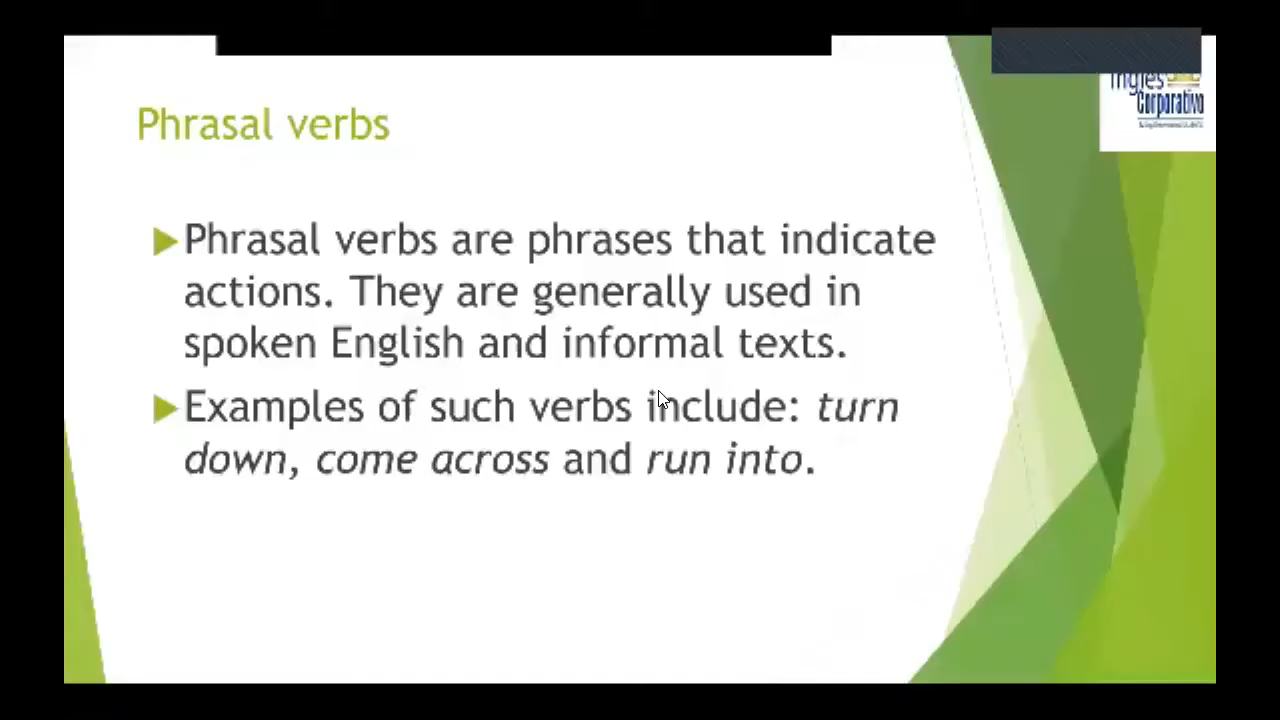 Inglés
Corporativo
Phrasal verbs
Phrasal verbs are phrases that indicate
actions. They are generally used in
spoken English and informal texts.
Examples of such verbs include: turn
down, come across and run into.